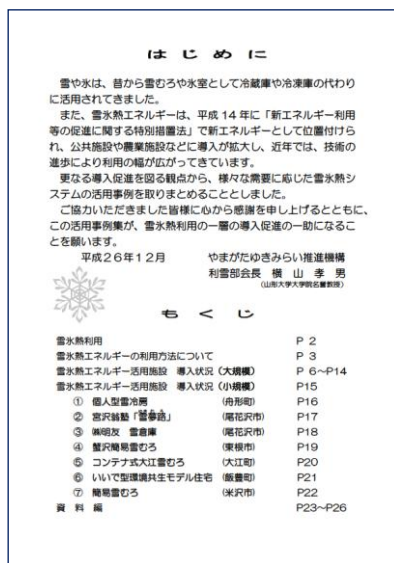 はじめに
雪や氷は、昔から雪むろや氷室として冷蔵庫や冷凍庫の代わり
に活用されてきました。
また、雪氷熱エネルギーは、平成14年に「新エネルギー利用
等の促進に関する特別措置法」で新エネルギーとして位置付けら
れ、公共施設や農業施設などに導入が拡大し、近年では、技術の
進歩により利用の幅が広がってきています。
更なる導入促進を図る観点から、様々な需要に応じた雪氷熱シ
ステムの活用事例を取りまとめることとしました。
ご協力いただきました皆様に心から感謝を申し上げるとともに、
この活用事例集が、雪氷熱利用の一層の導入促進の一助になるこ
とを願います。
平成26年12月 やまがたゆきみらい推進機構
利雪部会長 横山孝男
(山形大学大学院名誉教授)
もくじ
雪氷熱利用 P 2
雪氷熱エネルギーの利用方法について P 3
雪氷熱エネルギー活用施設 導入状況(大規模) P 6~P14
雪氷熱エネルギー活用施設 導入状況(小規模) P15
① 個人型雪冷房 (舟形町) P16
② 宮沢翁塾「雪夢路」 (尾花沢市) P17
③ ㈱明友 雪倉庫 (尾花沢市) P18
④ 蟹沢簡易雪むろ (東根市) P19
⑤ コンテナ式大江雪むろ (大江町) P20
⑥ いいで型環境共生モデル住宅 (飯豊町) P21
⑦ 簡易雪むろ (米沢市) P22
資料編 P23~P26